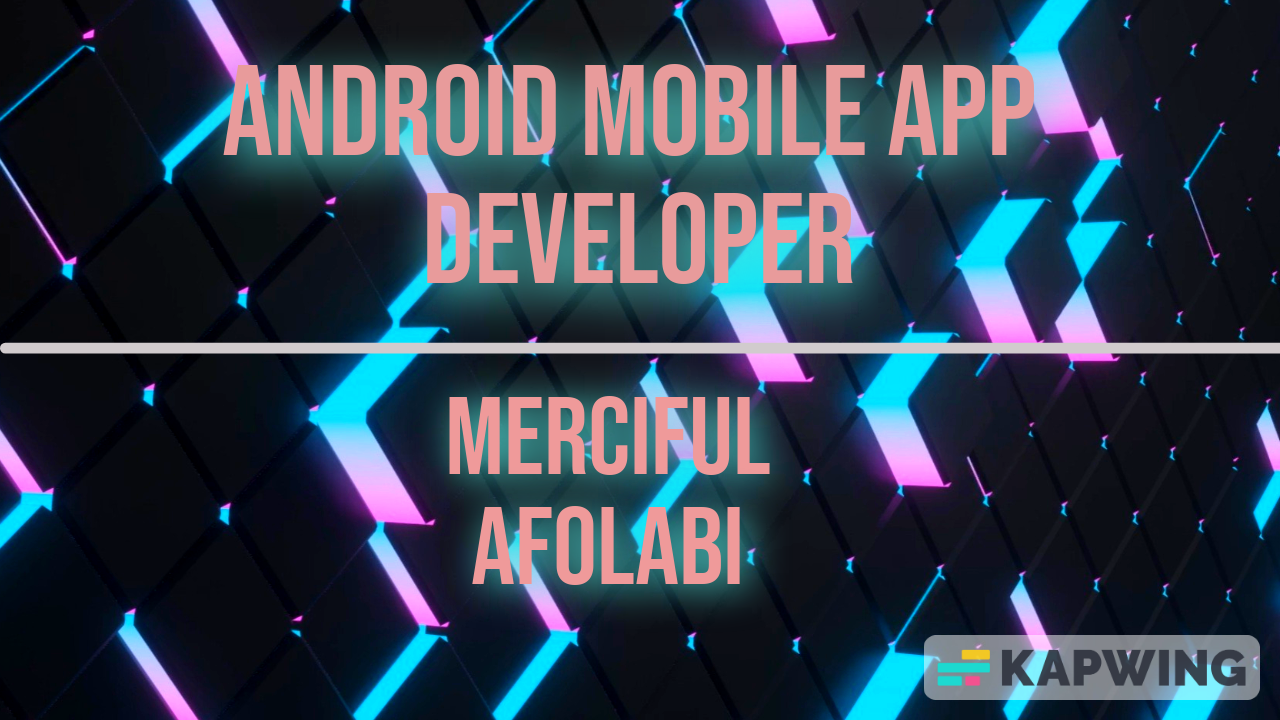 ANDROID MOBILE APP
DEVELOPER
MERCIFUL
AFOLABI
KAPWING